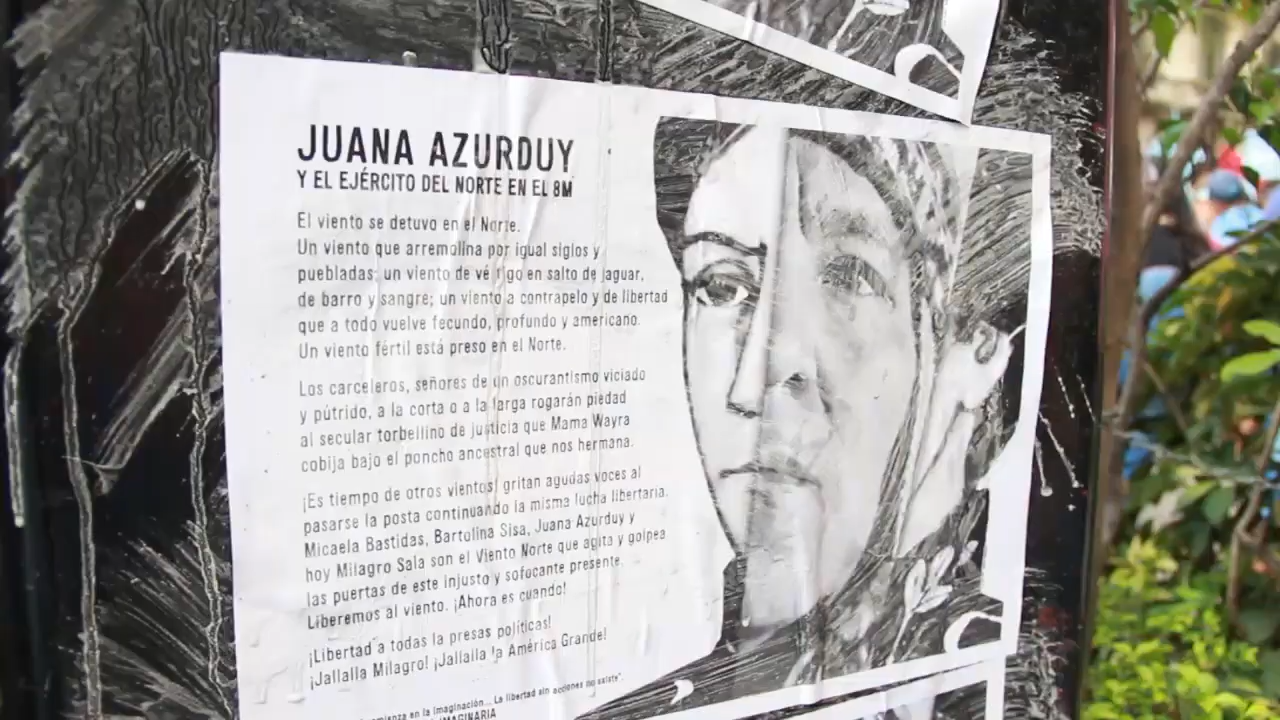 JUANA AZURDUY
Y EL EJÉRCITO DEL NORTE EN EL 8M
El viento se detuvo en el Norte.
Un viento que arremolina por igual siglos y
puebladas; un viento de vértigo en salto de jaguar,
de barro y sangre; un viento a contrapelo y de libertad
que a todo vuelve fecundo, profundo y americano.
Un viento fértil está preso en el Norte.
Los carceleros, señores de un oscurantismo viciado
y pútrido, a la corta o a la larga rogarán piedad
al secular torbellino de justicia que Mama Wayra
cobija bajo el poncho ancestral que nos hermana.
¡Es tiempo de otros vientos! gritan agudas voces al
pasarse la posta continuando la misma lucha libertaria.
Micaela Bastidas, Bartolina Sisa, Juana Azurduy y
hoy Milagro Sala son el Viento Norte que agita y golpea
las puertas de este injusto y sofocante presente.
Liberemos al viento. ¡Ahora es cuando!
¡Libertad a todas la presas políticas!
¡Jallalla Milagro! ¡Jallalla la América Grande!
en la imaginación... La libertad sin acciones no existe".
IMAGINARIA